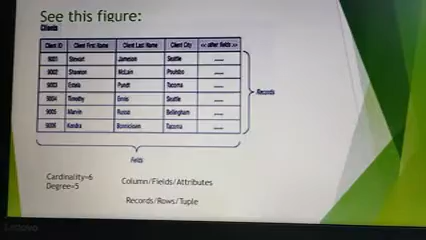 See this figure:
Clients
Client ID Client First Name Client Last Name Client City << other fields >>
9001 Stewart Jameson Seattle ......
9002 Shannon McLain Poulsbo ......
9003 Estela Pundt Tacoma ......
9004 Timothy Ennis Seattle ......
9005 Marvin Russo Bellingham ......
9006 Kendra Bonnicksen Tacoma ......
Records
Fields
Cardinality=6
Degree=5
Column/Fields/Attributes
Records/Rows/Tuple
Lenovo